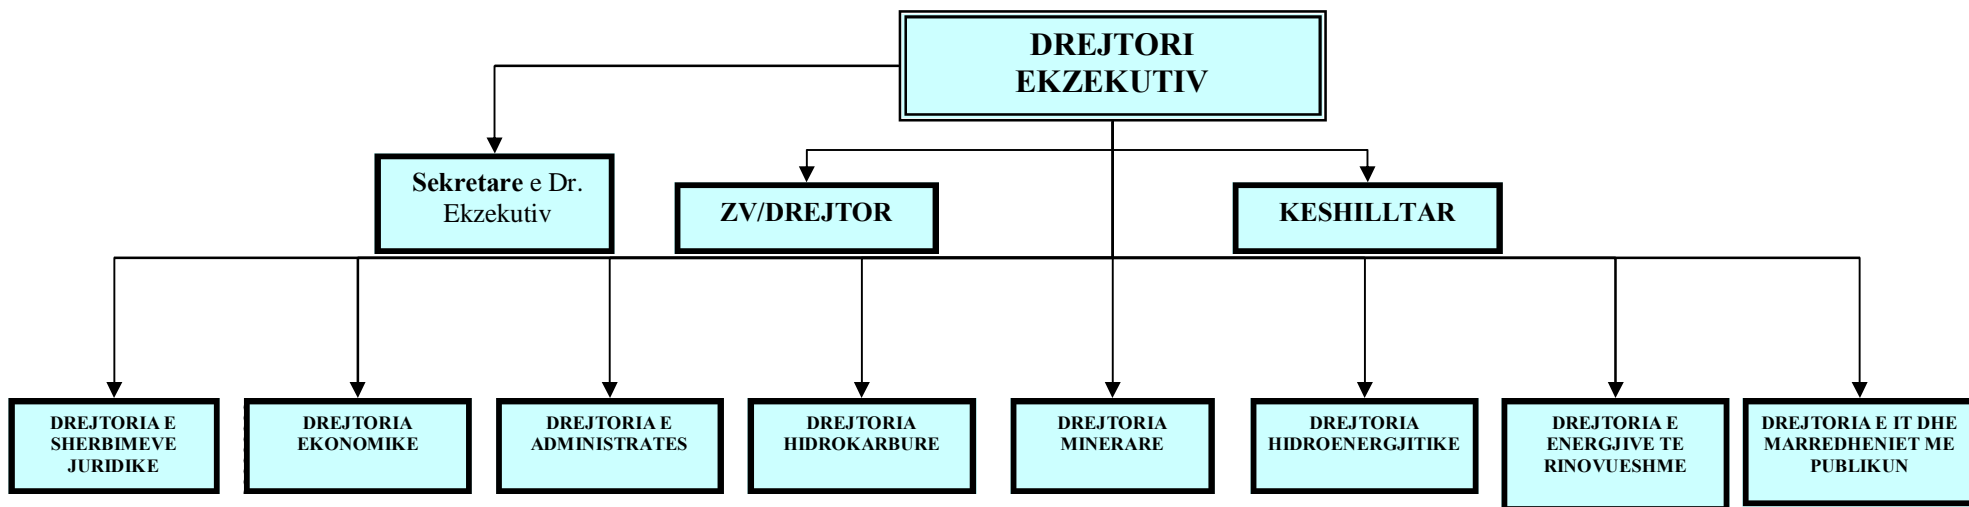 DREJTORI
EKZEKUTIV
Sekretare e Dr.
Ekzekutiv
ZV/DREJTOR
KESHILLTAR
DREJTORIA E
SHERBIMEVE
JURIDIKE
DREJTORIA
EKONOMIKE
DREJTORIA E
ADMINISTRATES
DREJTORIA
HIDROKARBURE
DREJTORIA
MINERARE
DREJTORIA
HIDROENERGJITIKE
DREJTORIA E
ENERGJIVE TE
RINOVUESHME
DREJTORIA E IT DHE
MARREDHENIET ME
PUBLIKUN